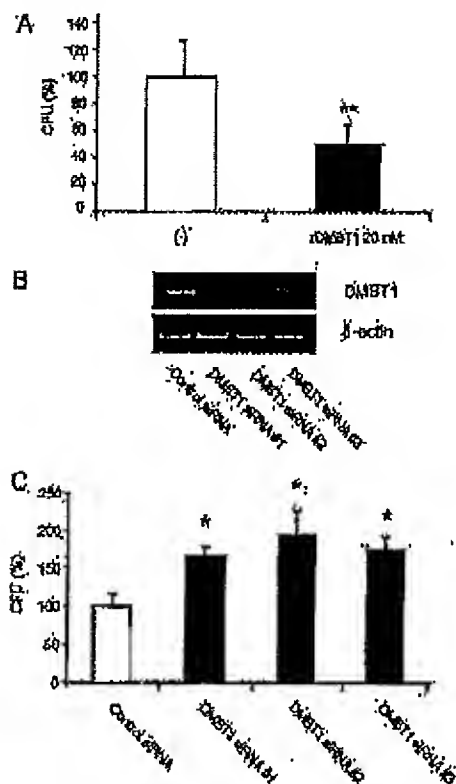 A
CFU (%)
140
120
100
80
60
40
20
0
**
(-)
rDMBT1 20 nM
B
DMBT1
β-actin
Control siRNA
DMBT1 siRNA#1
DMBT1 siRNA#2
DMBT1 siRNA#3
C
CFU (%)
250
200
150
100
50
0
*
*
*
Control siRNA
DMBT1 siRNA#1
DMBT1 siRNA#2
DMBT1 siRNA#3